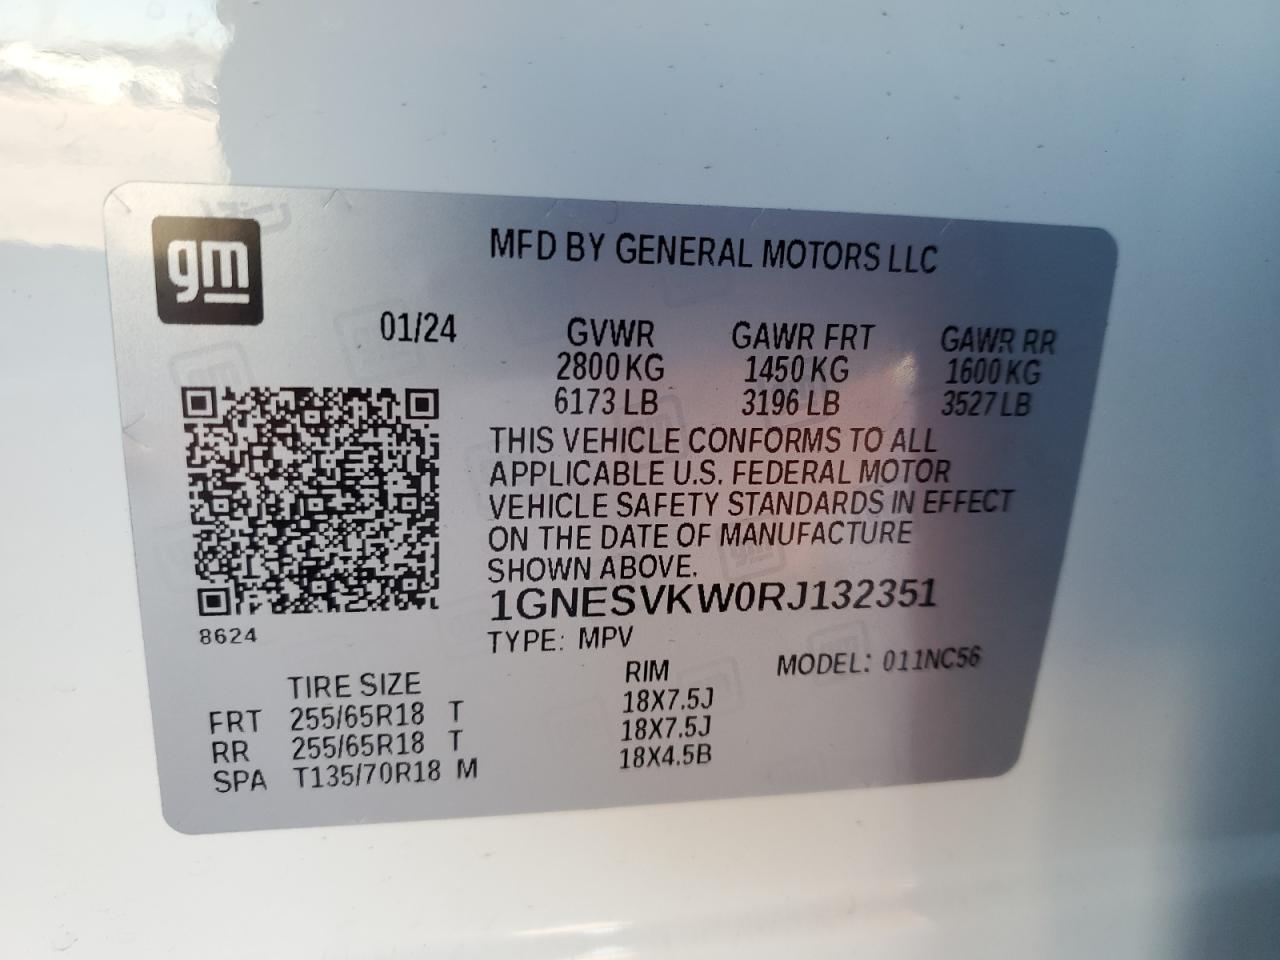 gm
MFD BY GENERAL MOTORS LLC
01/24 GVWR GAWR FRT GAWR RR
2800 KG 1450 KG 1600 KG
6173 LB 3196 LB 3527 LB
THIS VEHICLE CONFORMS TO ALL
APPLICABLE U.S. FEDERAL MOTOR
VEHICLE SAFETY STANDARDS IN EFFECT
ON THE DATE OF MANUFACTURE
SHOWN ABOVE.
1GNESVKW0RJ132351
8624
TYPE: MPV
MODEL: 011NC56
TIRE SIZE RIM
FRT 255/65R18 T 18X7.5J
RR 255/65R18 T 18X7.5J
SPA T135/70R18 M 18X4.5B